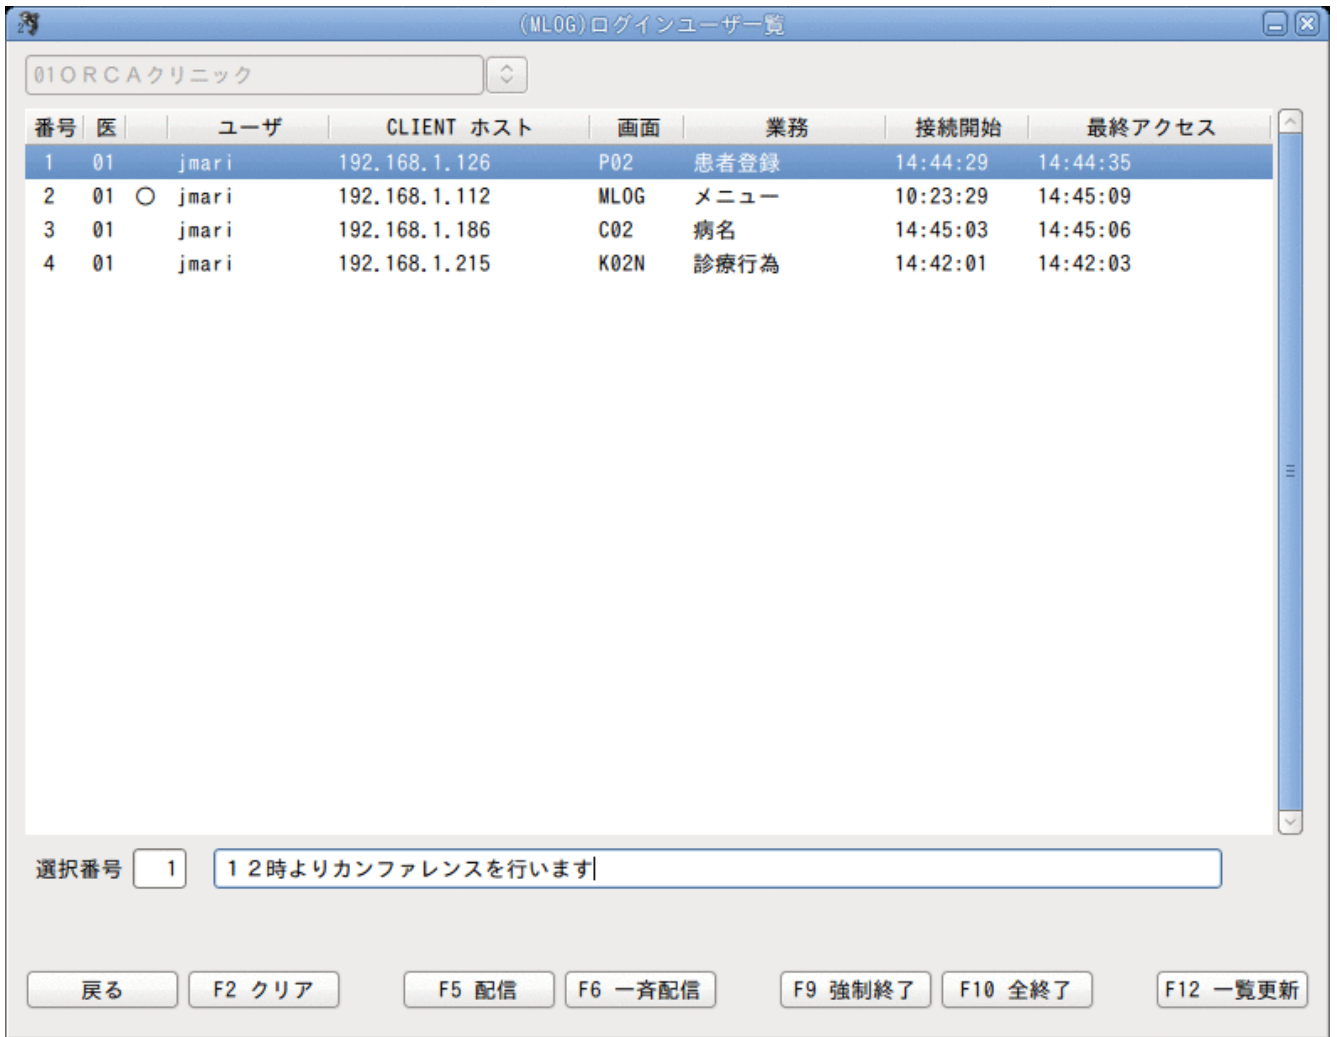 (MLOG)ログインユーザ一覧
01ORCAクリニック
番号 医 ユーザ CLIENT ホスト 画面 業務 接続開始 最終アクセス
1 01 jmari 192.168.1.126 P02 患者登録 14:44:29 14:44:35
2 01 ○ jmari 192.168.1.112 MLOG メニュー 10:23:29 14:45:09
3 01 jmari 192.168.1.186 C02 病名 14:45:03 14:45:06
4 01 jmari 192.168.1.215 K02N 診療行為 14:42:01 14:42:03
選択番号 1 12時よりカンファレンスを行います
戻る F2 クリア F5 配信 F6 一斉配信 F9 強制終了 F10 全終了 F12 一覧更新